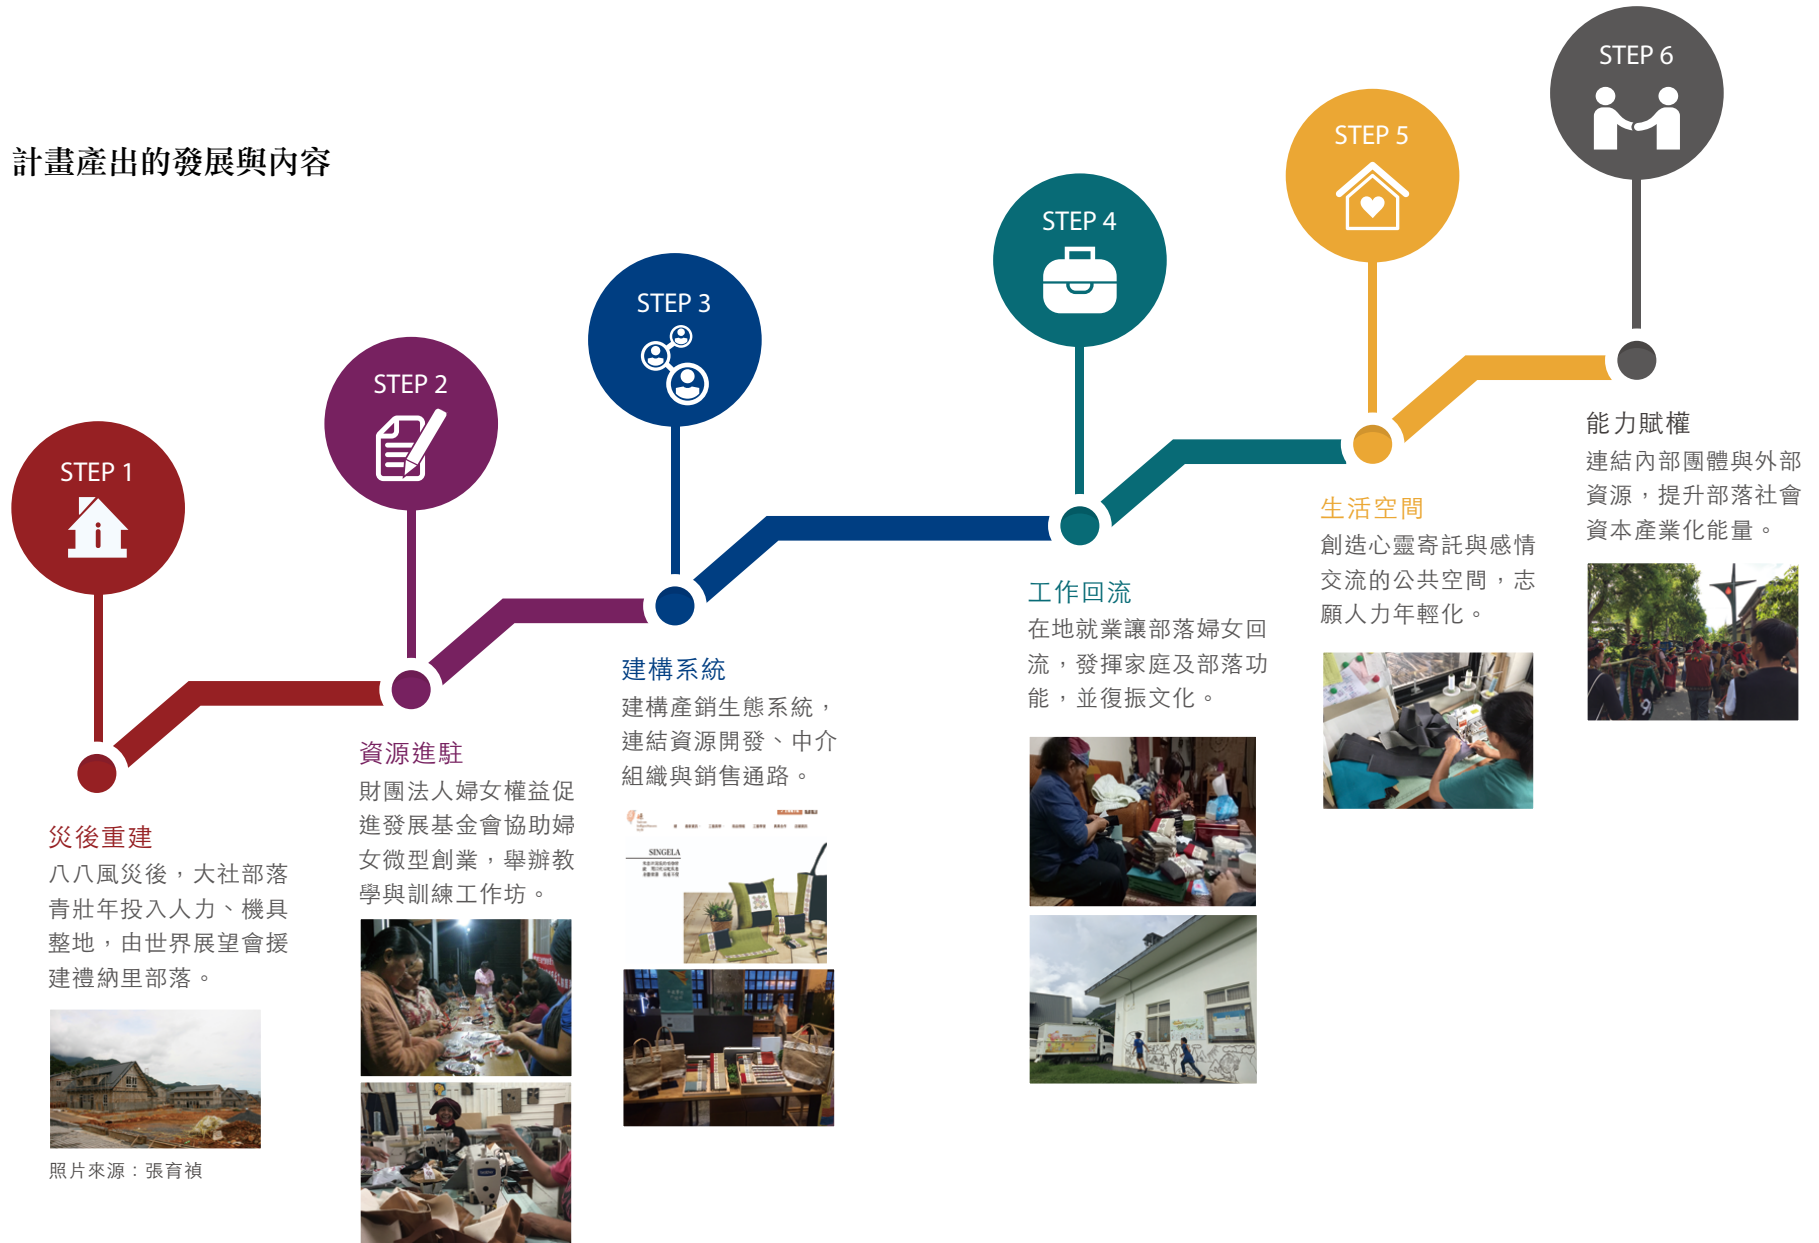 計畫產出的發展與內容
STEP 1
災後重建
八八風災後，大社部落
青壯年投入人力、機具
整地，由世界展望會援
建禮納里部落。
照片來源：張育禎
STEP 2
資源進駐
財團法人婦女權益促
進發展基金會協助婦
女微型創業，舉辦教
學與訓練工作坊。
STEP 3
建構系統
建構產銷生態系統，
連結資源開發、中介
組織與銷售通路。
SINGELA
STEP 4
工作回流
在地就業讓部落婦女回
流，發揮家庭及部落功
能，並復振文化。
STEP 5
生活空間
創造心靈寄託與感情
交流的公共空間，志
願人力年輕化。
STEP 6
能力賦權
連結內部團體與外部
資源，提升部落社會
資本產業化能量。